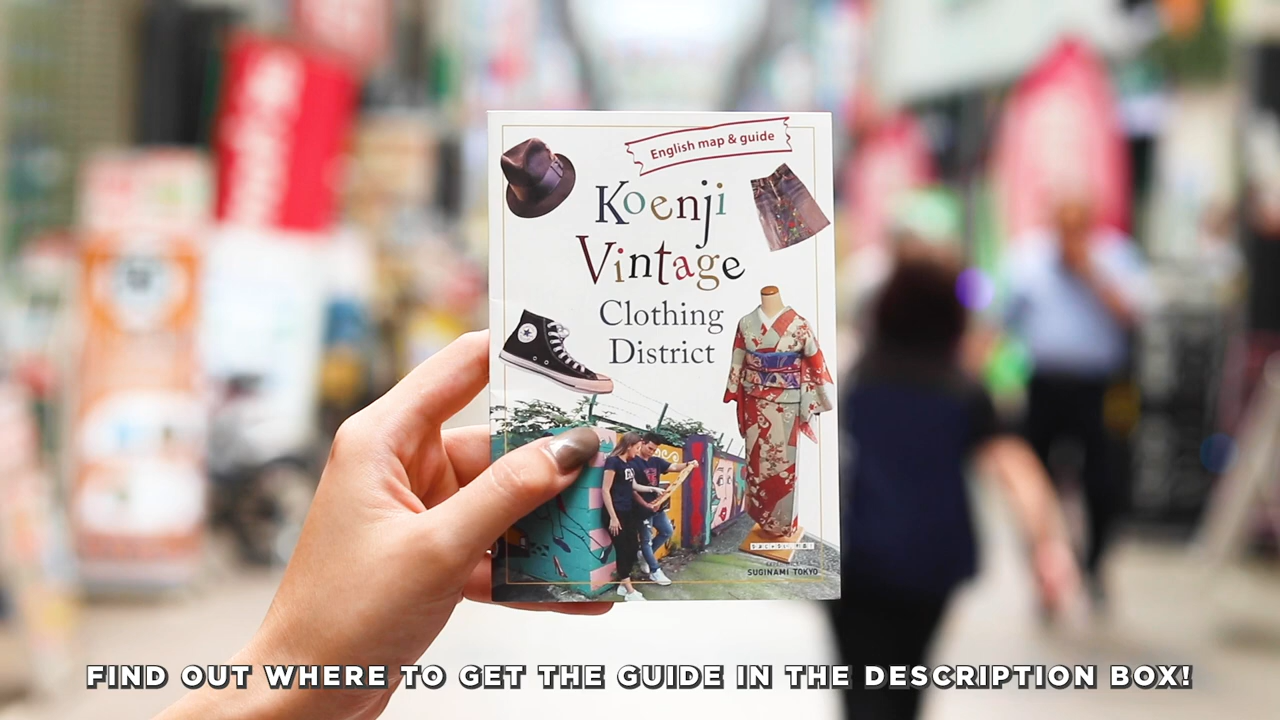 English map & guide
Koenji
Vintage
Clothing
District
SUGINAMI TOKYO
FIND OUT WHERE TO GET THE GUIDE IN THE DESCRIPTION BOX!